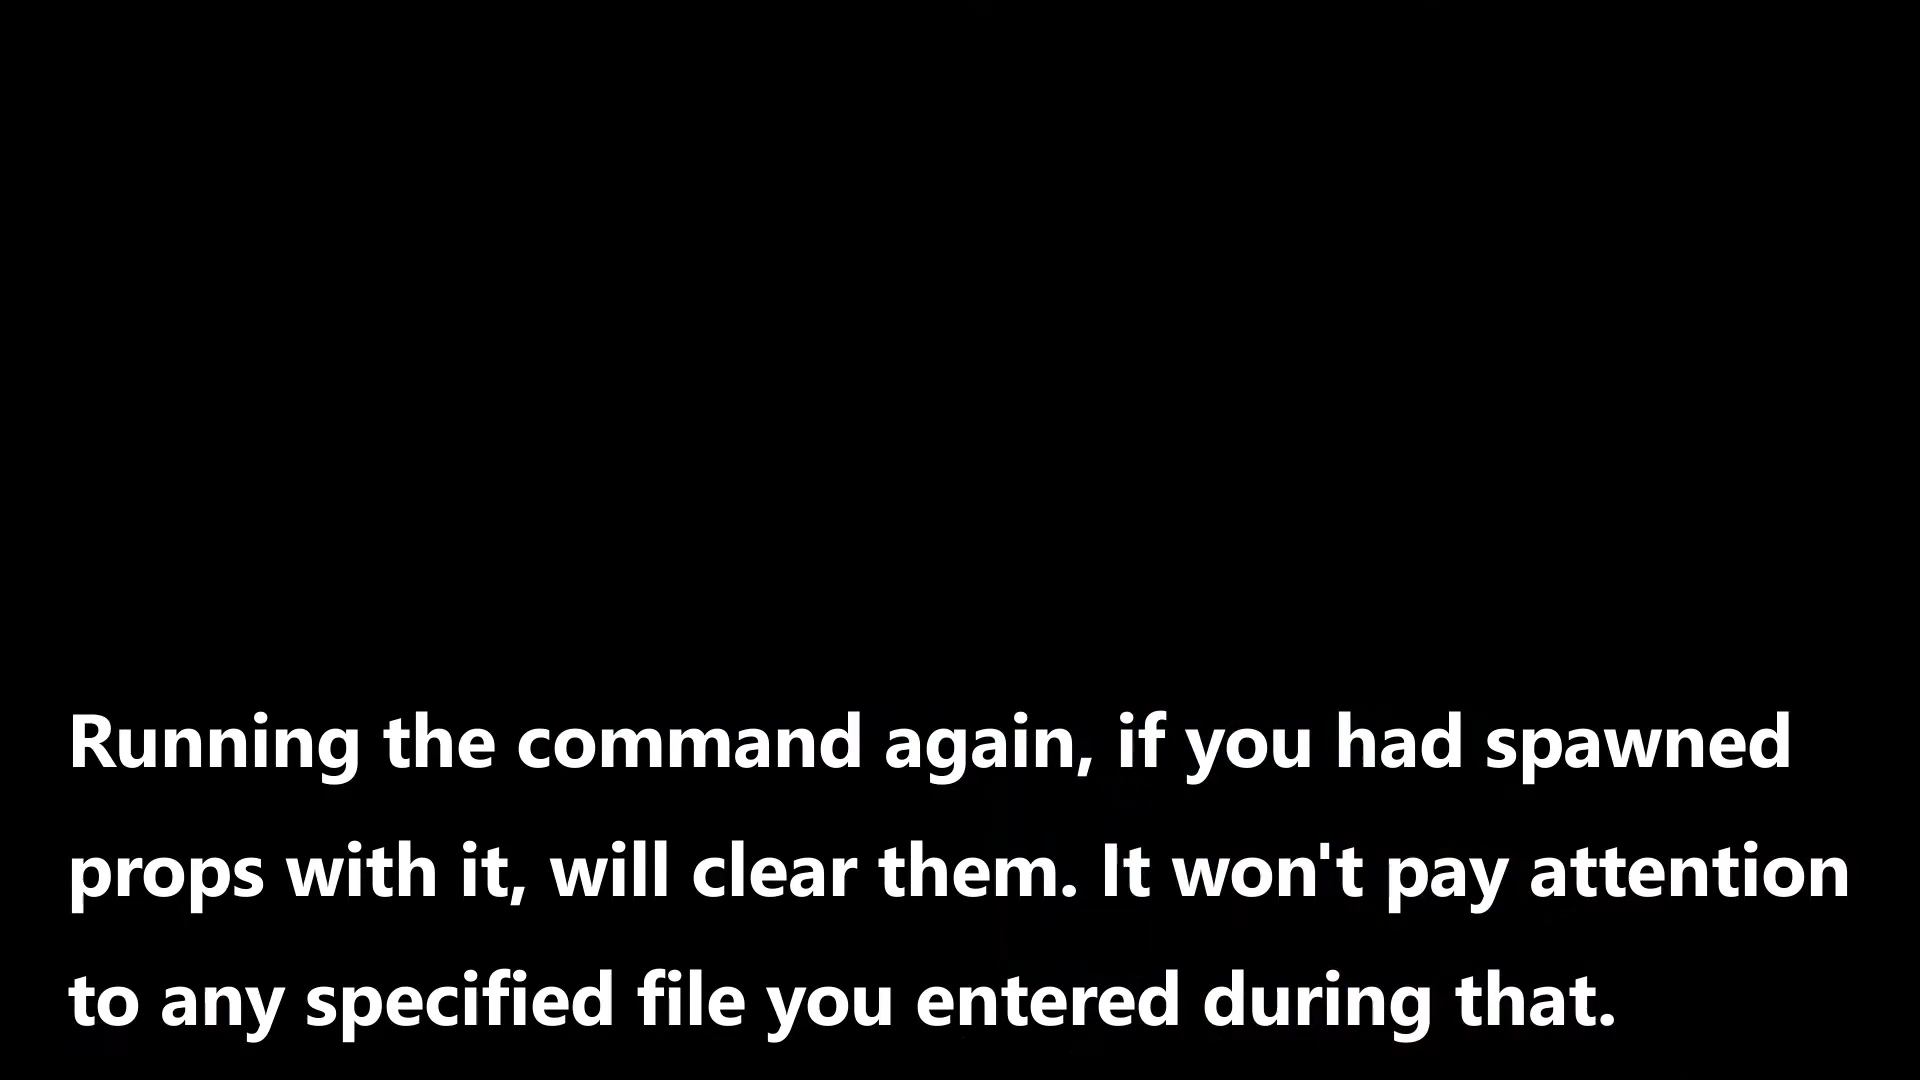 Running the command again, if you had spawned
props with it, will clear them. It won't pay attention
to any specified file you entered during that.